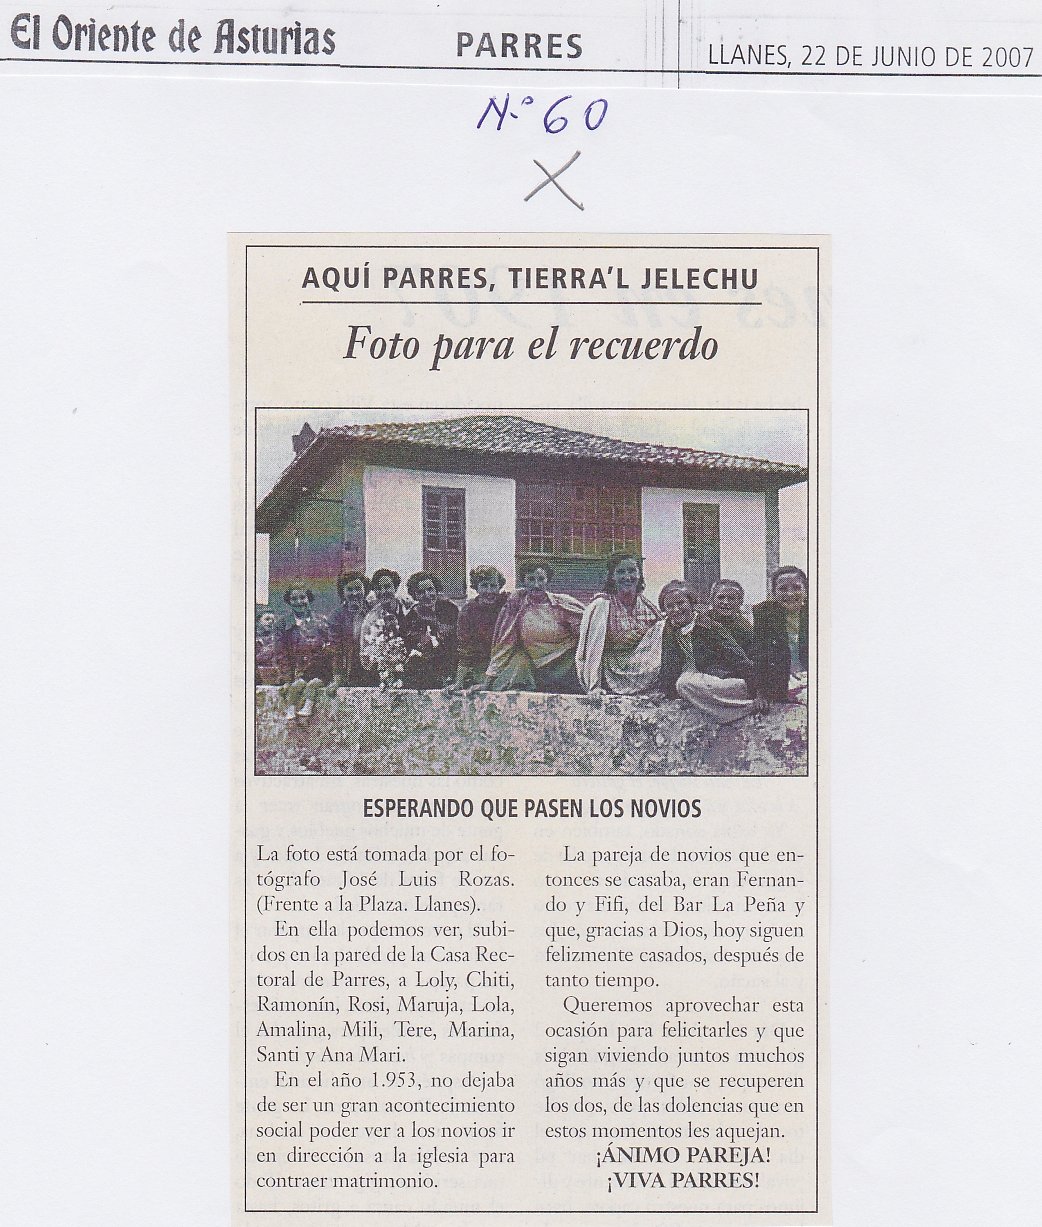 El Oriente de Asturias
PARRES
LLANES, 22 DE JUNIO DE 2007
N.º 60
AQUÍ PARRES, TIERRA'L JELECHU
Foto para el recuerdo
ESPERANDO QUE PASEN LOS NOVIOS
La foto está tomada por el fo-
tógrafo José Luis Rozas.
(Frente a la Plaza. Llanes).
En ella podemos ver, subi-
dos en la pared de la Casa Rec-
toral de Parres, a Loly, Chiti,
Ramonín, Rosi, Maruja, Lola,
Amalina, Mili, Tere, Marina,
Santi y Ana Mari.
En el año 1.953, no dejaba
de ser un gran acontecimiento
social poder ver a los novios ir
en dirección a la iglesia para
contraer matrimonio.
La pareja de novios que en-
tonces se casaba, eran Fernan-
do y Fifi, del Bar La Peña y
que, gracias a Dios, hoy siguen
felizmente casados, después de
tanto tiempo.
Queremos aprovechar esta
ocasión para felicitarles y que
sigan viviendo juntos muchos
años más y que se recuperen
los dos, de las dolencias que en
estos momentos les aquejan.
¡ÁNIMO PAREJA!
¡VIVA PARRES!